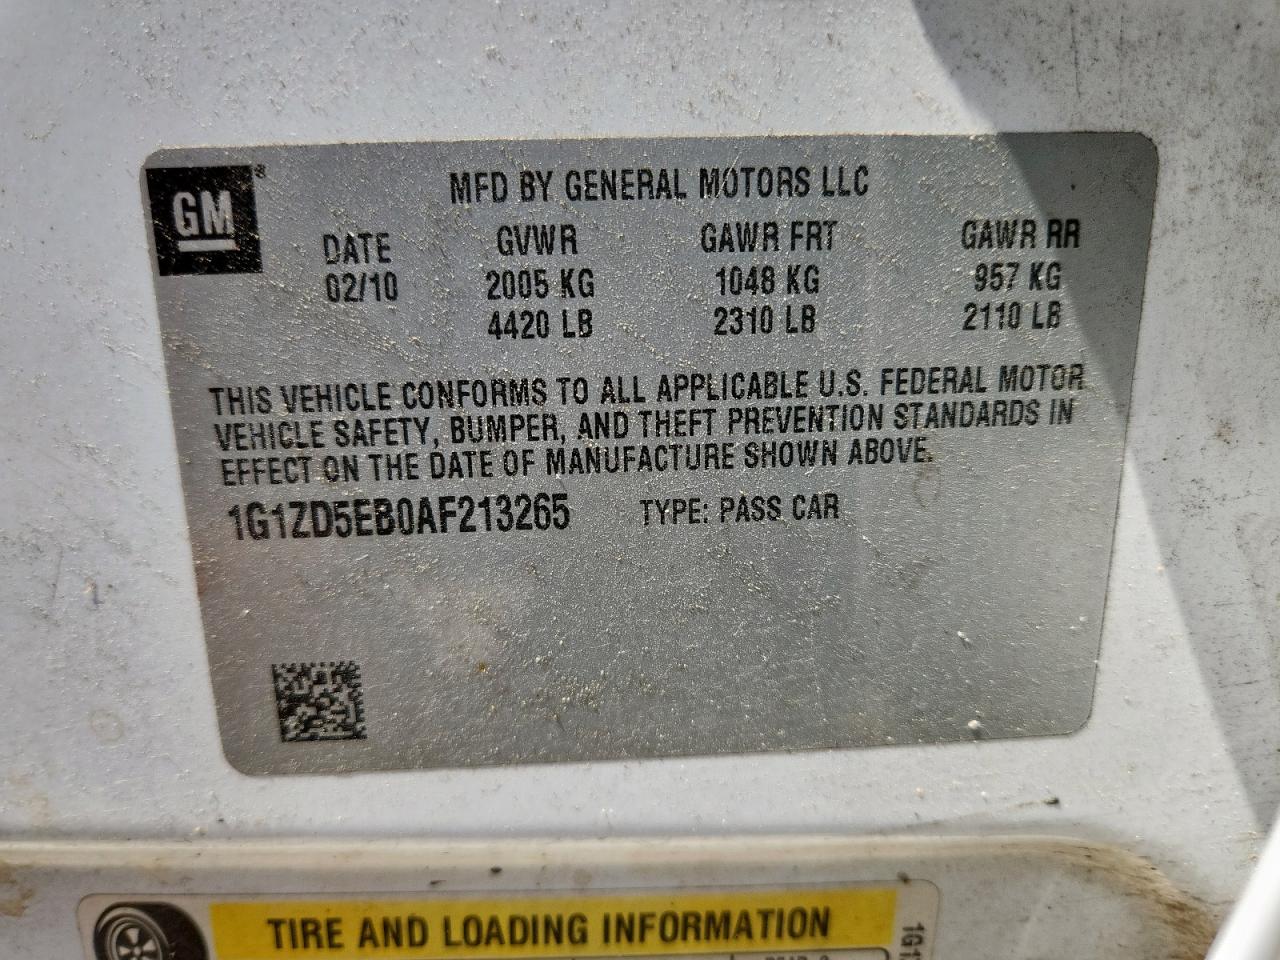 GM®
MFD BY GENERAL MOTORS LLC
DATE GVWR GAWR FRT GAWR RR
02/10 2005 KG 1048 KG 957 KG
4420 LB 2310 LB 2110 LB
THIS VEHICLE CONFORMS TO ALL APPLICABLE U.S. FEDERAL MOTOR
VEHICLE SAFETY, BUMPER, AND THEFT PREVENTION STANDARDS IN
EFFECT ON THE DATE OF MANUFACTURE SHOWN ABOVE.
1G1ZD5EB0AF213265 TYPE: PASS CAR
TIRE AND LOADING INFORMATION